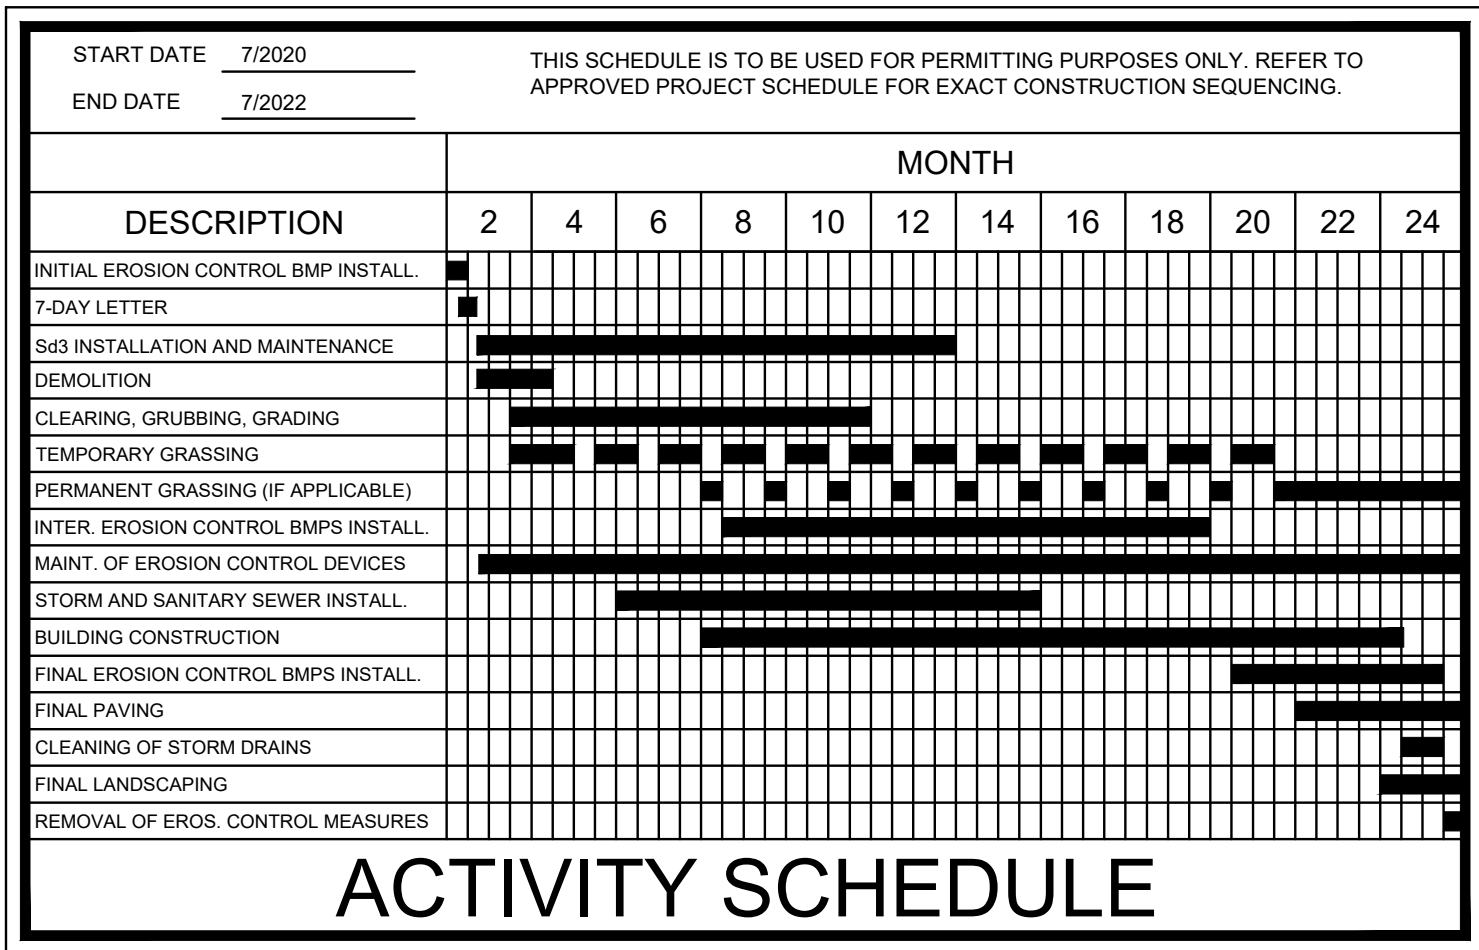 START DATE 7/2020
END DATE 7/2022
THIS SCHEDULE IS TO BE USED FOR PERMITTING PURPOSES ONLY. REFER TO
APPROVED PROJECT SCHEDULE FOR EXACT CONSTRUCTION SEQUENCING.
MONTH
DESCRIPTION 2 4 6 8 10 12 14 16 18 20 22 24
INITIAL EROSION CONTROL BMP INSTALL.
7-DAY LETTER
Sd3 INSTALLATION AND MAINTENANCE
DEMOLITION
CLEARING, GRUBBING, GRADING
TEMPORARY GRASSING
PERMANENT GRASSING (IF APPLICABLE)
INTER. EROSION CONTROL BMPS INSTALL.
MAINT. OF EROSION CONTROL DEVICES
STORM AND SANITARY SEWER INSTALL.
BUILDING CONSTRUCTION
FINAL EROSION CONTROL BMPS INSTALL.
FINAL PAVING
CLEANING OF STORM DRAINS
FINAL LANDSCAPING
REMOVAL OF EROS. CONTROL MEASURES
ACTIVITY SCHEDULE